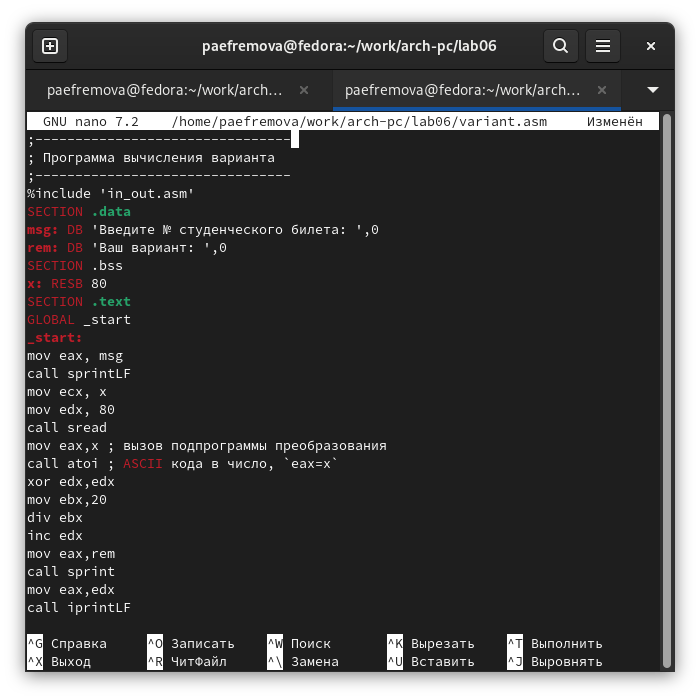 paefremova@fedora:~/work/arch-pc/lab06
paefremova@fedora:~/work/arch... paefremova@fedora:~/work/arch...
GNU nano 7.2 /home/paefremova/work/arch-pc/lab06/variant.asm Изменён
;--------------------------------
; Программа вычисления варианта
;--------------------------------
%include 'in_out.asm'
SECTION .data
msg: DB 'Введите № студенческого билета: ',0
rem: DB 'Ваш вариант: ',0
SECTION .bss
x: RESB 80
SECTION .text
GLOBAL _start
_start:
mov eax, msg
call sprintLF
mov ecx, x
mov edx, 80
call sread
mov eax,x ; вызов подпрограммы преобразования
call atoi ; ASCII кода в число, `eax=x`
xor edx,edx
mov ebx,20
div ebx
inc edx
mov eax,rem
call sprint
mov eax,edx
call iprintLF
^G Справка ^O Записать ^W Поиск ^K Вырезать ^T Выполнить
^X Выход ^R ЧитФайл ^\ Замена ^U Вставить ^J Выровнять